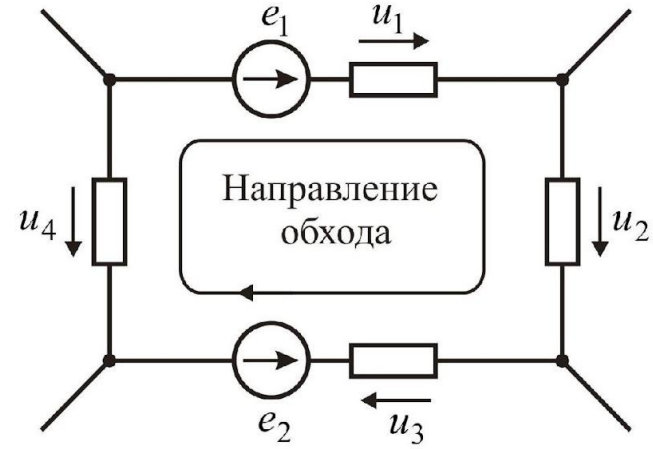 e1
u1
Направление
обхода
u4
u2
e2
u3